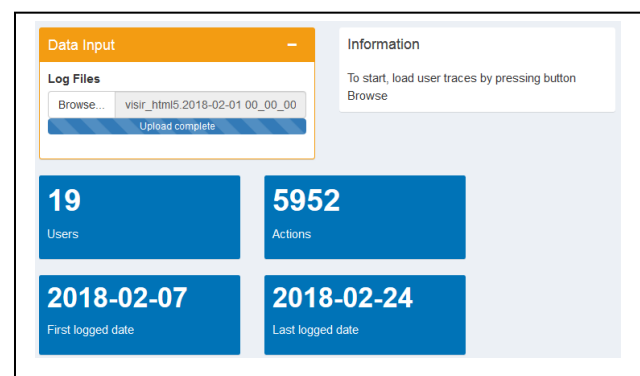 Data Input
Log Files
Browse... visir_html5.2018-02-01 00_00_00
Upload complete
Information
To start, load user traces by pressing button
Browse
19
Users
5952
Actions
2018-02-07
First logged date
2018-02-24
Last logged date